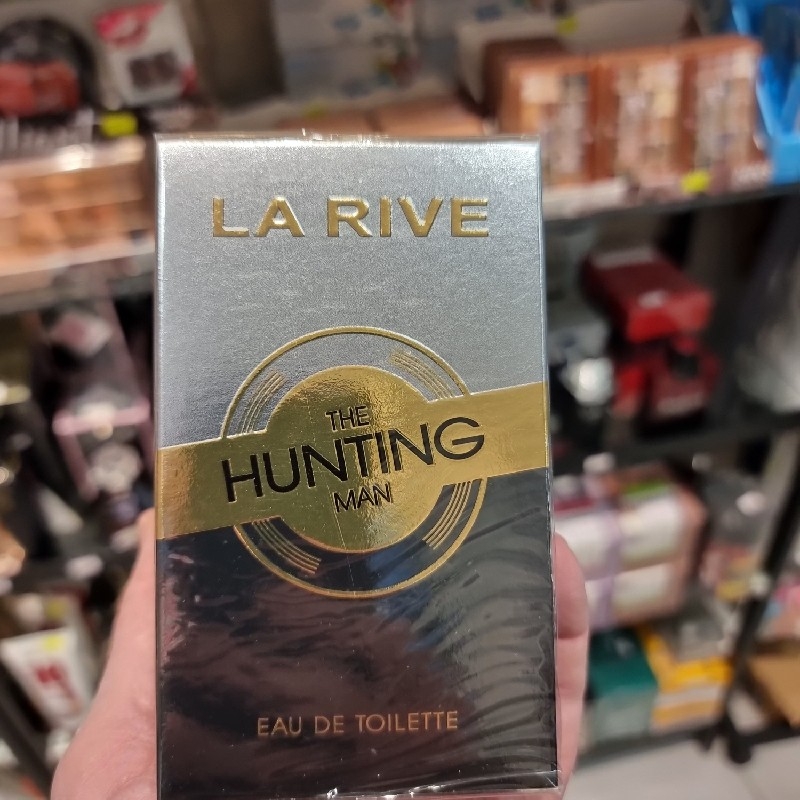 LA RIVE
THE
HUNTING
MAN
EAU DE TOILETTE